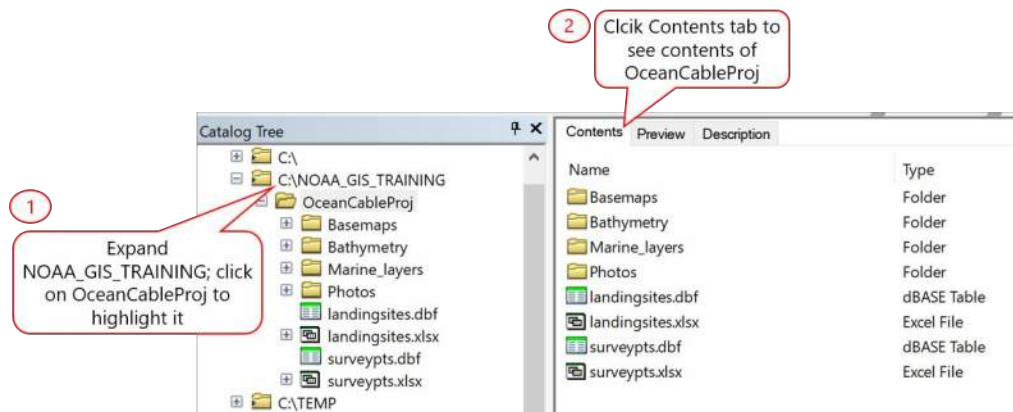 2
Clcik Contents tab to
see contents of
OceanCableProj
Catalog Tree
C:\
C:\NOAA_GIS_TRAINING
OceanCableProj
Basemaps
Bathymetry
Marine_layers
Photos
landingsites.dbf
landingsites.xlsx
surveypts.dbf
surveypts.xlsx
C:\TEMP
1
Expand
NOAA_GIS_TRAINING; click
on OceanCableProj to
highlight it
Contents Preview Description
Name Type
Basemaps Folder
Bathymetry Folder
Marine_layers Folder
Photos Folder
landingsites.dbf dBASE Table
landingsites.xlsx Excel File
surveypts.dbf dBASE Table
surveypts.xlsx Excel File